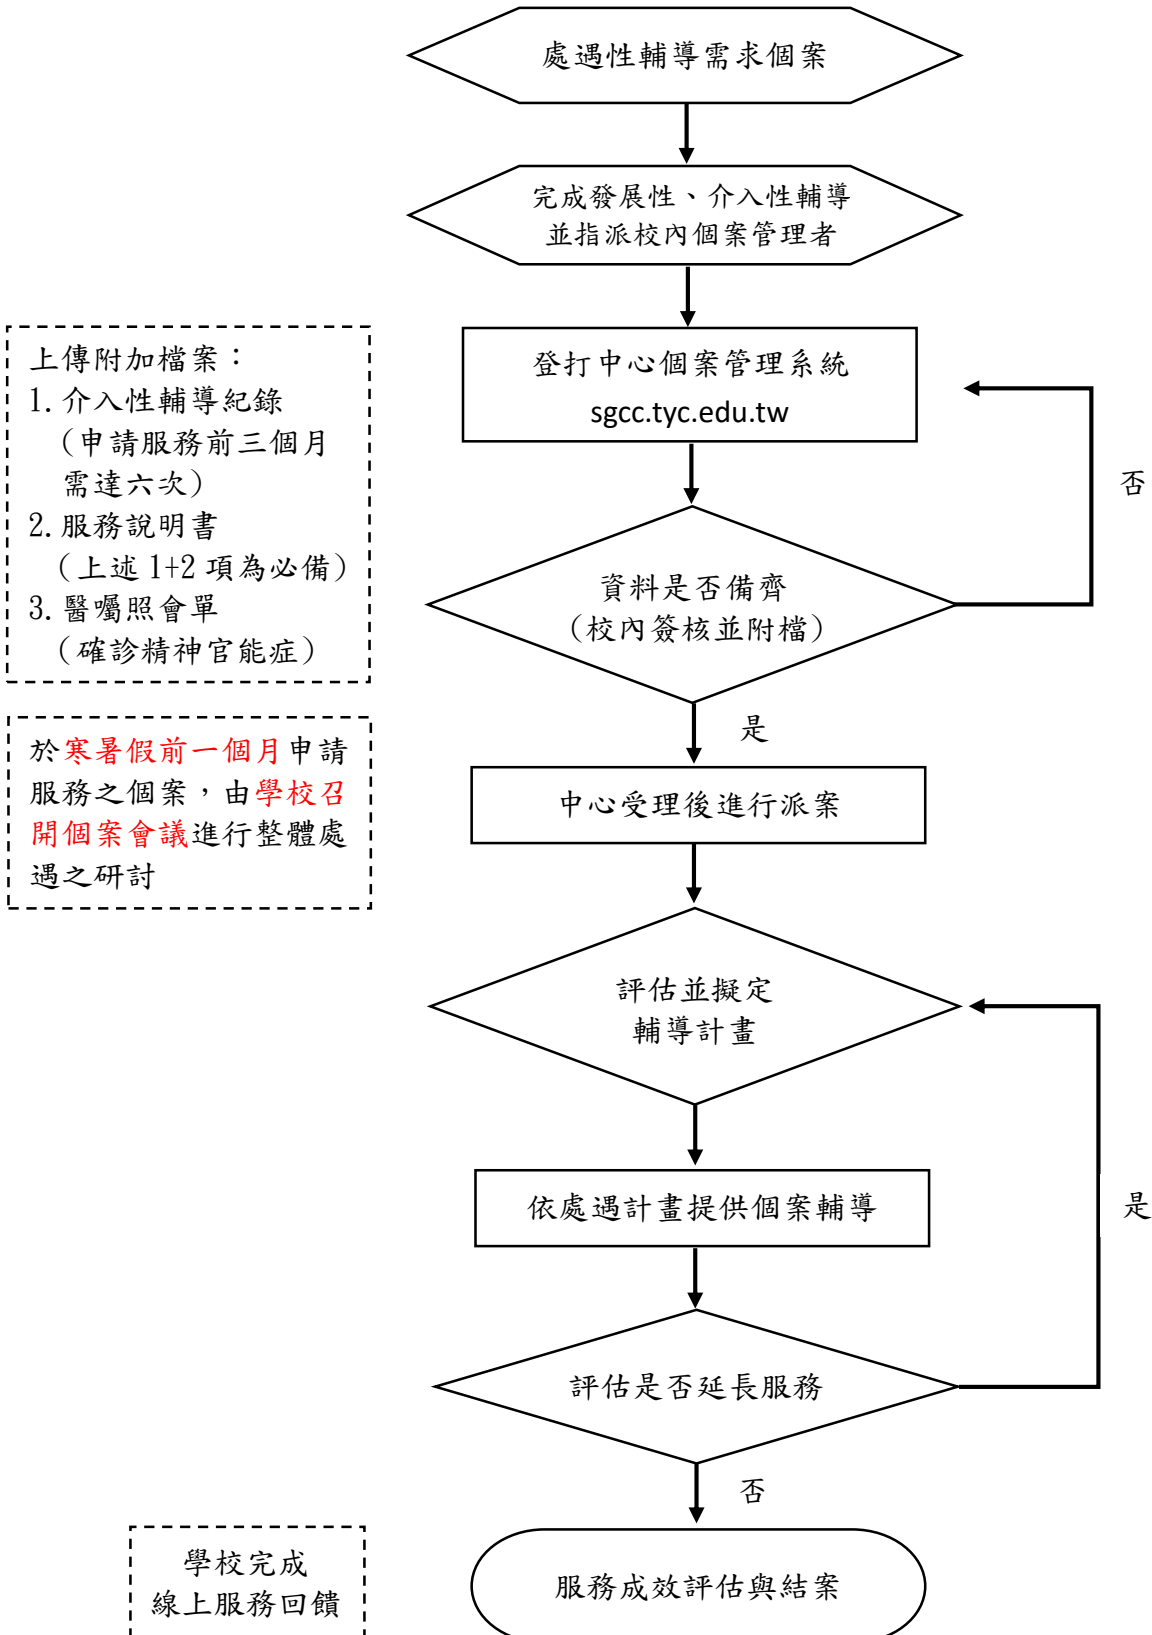 處遇性輔導需求個案
完成發展性、介入性輔導
並指派校內個案管理者
上傳附加檔案：
1.介入性輔導紀錄
（申請服務前三個月
需達六次）
2.服務說明書
（上述 1+2 項為必備）
3.醫囑照會單
（確診精神官能症）
登打中心個案管理系統
sgcc.tyc.edu.tw
否
資料是否備齊
（校內簽核並附檔）
是
於寒暑假前一個月申請
服務之個案，由學校召
開個案會議進行整體處
遇之研討
中心受理後進行派案
評估並擬定
輔導計畫
依處遇計畫提供個案輔導
是
評估是否延長服務
否
學校完成
線上服務回饋
服務成效評估與結案